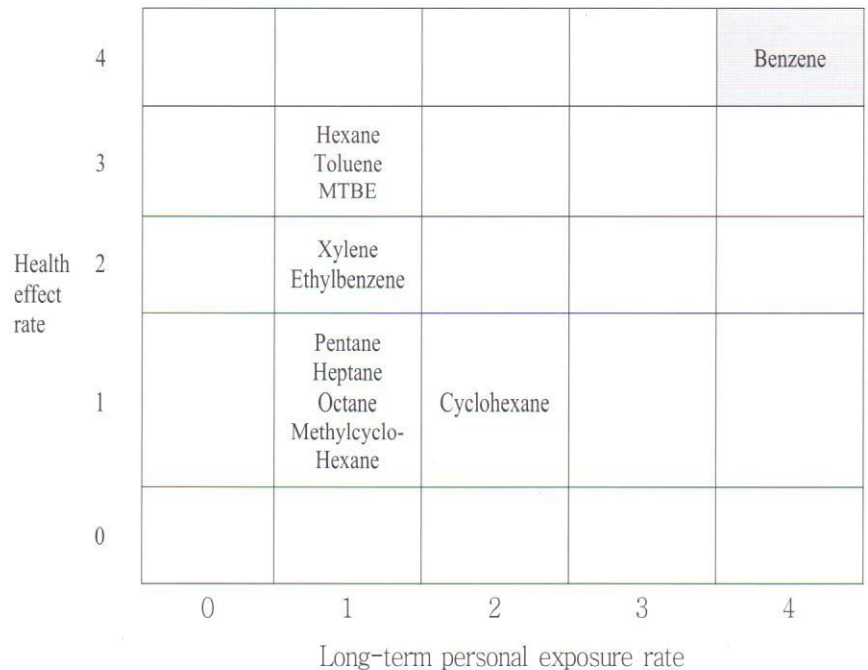 4
Benzene
3
Hexane
Toluene
MTBE
Health
effect
rate
2
Xylene
Ethylbenzene
1
Pentane
Heptane
Octane
Methylcyclo-
Hexane
Cyclohexane
0
0 1 2 3 4
Long-term personal exposure rate